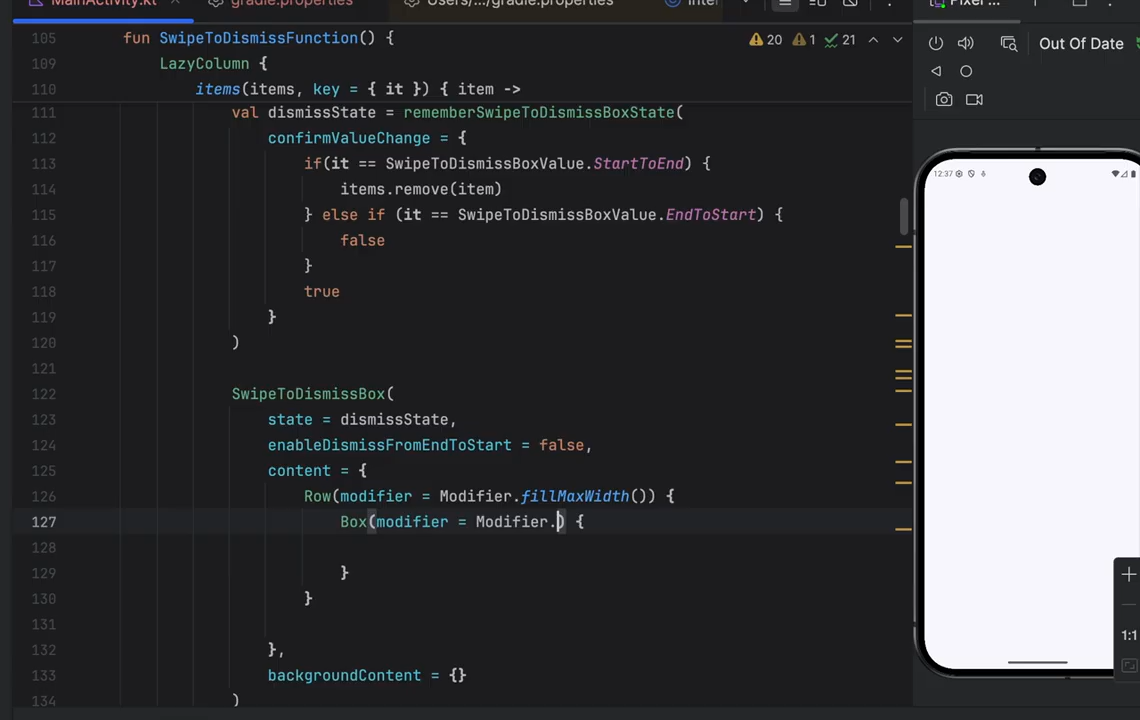 MainActivity.kt gradle.properties Users/.../gradle.properties Pixel ...
105 fun SwipeToDismissFunction() { 20 1 21
Out Of Date
109 LazyColumn {
110 items(items, key = { it }) { item ->
111 val dismissState = rememberSwipeToDismissBoxState(
112 confirmValueChange = {
113 if(it == SwipeToDismissBoxValue.StartToEnd) {
114 items.remove(item)
115 } else if (it == SwipeToDismissBoxValue.EndToStart) {
116 false
117 }
118 true
119 }
120 )
121
122 SwipeToDismissBox(
123 state = dismissState,
124 enableDismissFromEndToStart = false,
125 content = {
126 Row(modifier = Modifier.fillMaxWidth()) {
127 Box(modifier = Modifier.) {
128
129 }
130 }
131
132 },
133 backgroundContent = {}
134 )
12:37
1:1